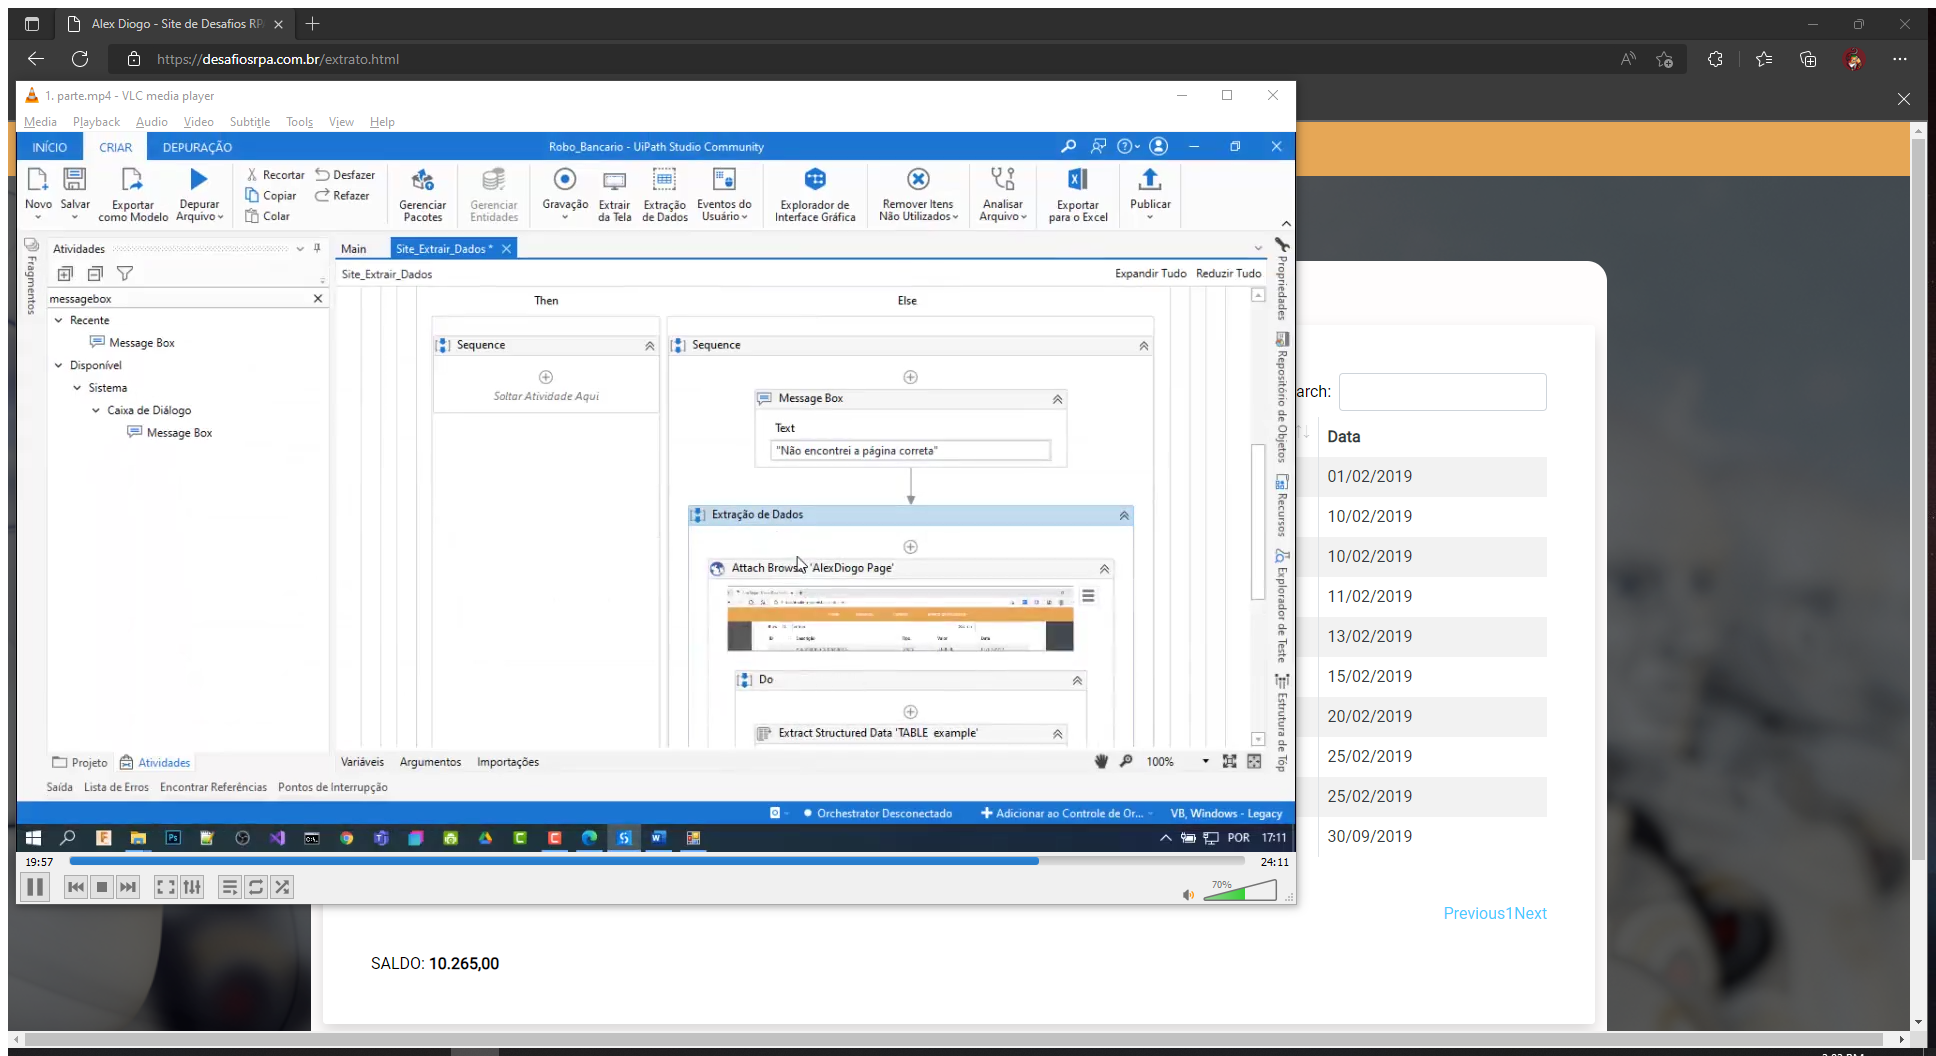 Alex Diogo - Site de Desafios RP
https://desafiosrpa.com.br/extrato.html
1. parte.mp4 - VLC media player
Media Playback Audio Video Subtitle Tools View Help
INÍCIO CRIAR DEPURAÇÃO Robo_Bancario - UiPath Studio Community
Novo Salvar Exportar como Modelo Depurar Arquivo
Recortar Copiar Colar Desfazer Refazer
Gerenciar Pacotes Gerenciar Entidades
Gravação Extrair da Tela Extração de Dados Eventos do Usuário
Explorador de Interface Gráfica
Remover Itens Não Utilizados Analisar Arquivo Exportar para o Excel Publicar
Fragmentos
Atividades
messagebox
Recente
Message Box
Disponível
Sistema
Caixa de Diálogo
Message Box
Projeto Atividades
Main Site_Extrair_Dados *
Site_Extrair_Dados Expandir Tudo Reduzir Tudo
Then Else
Sequence
Soltar Atividade Aqui
Sequence
Message Box
Text
"Não encontrei a página correta"
Extração de Dados
Attach Brows 'AlexDiogo Page'
Do
Extract Structured Data 'TABLE example'
Variáveis Argumentos Importações 100%
Propriedades
Repositório de Objetos
Recursos
Explorador de Teste
Estrutura de Tóp
Saída Lista de Erros Encontrar Referências Pontos de Interrupção
Orchestrator Desconectado Adicionar ao Controle de Or... VB, Windows - Legacy
POR 17:11
19:57 24:11
70%
arch:
Data
01/02/2019
10/02/2019
10/02/2019
11/02/2019
13/02/2019
15/02/2019
20/02/2019
25/02/2019
25/02/2019
30/09/2019
Previous1Next
SALDO: 10.265,00